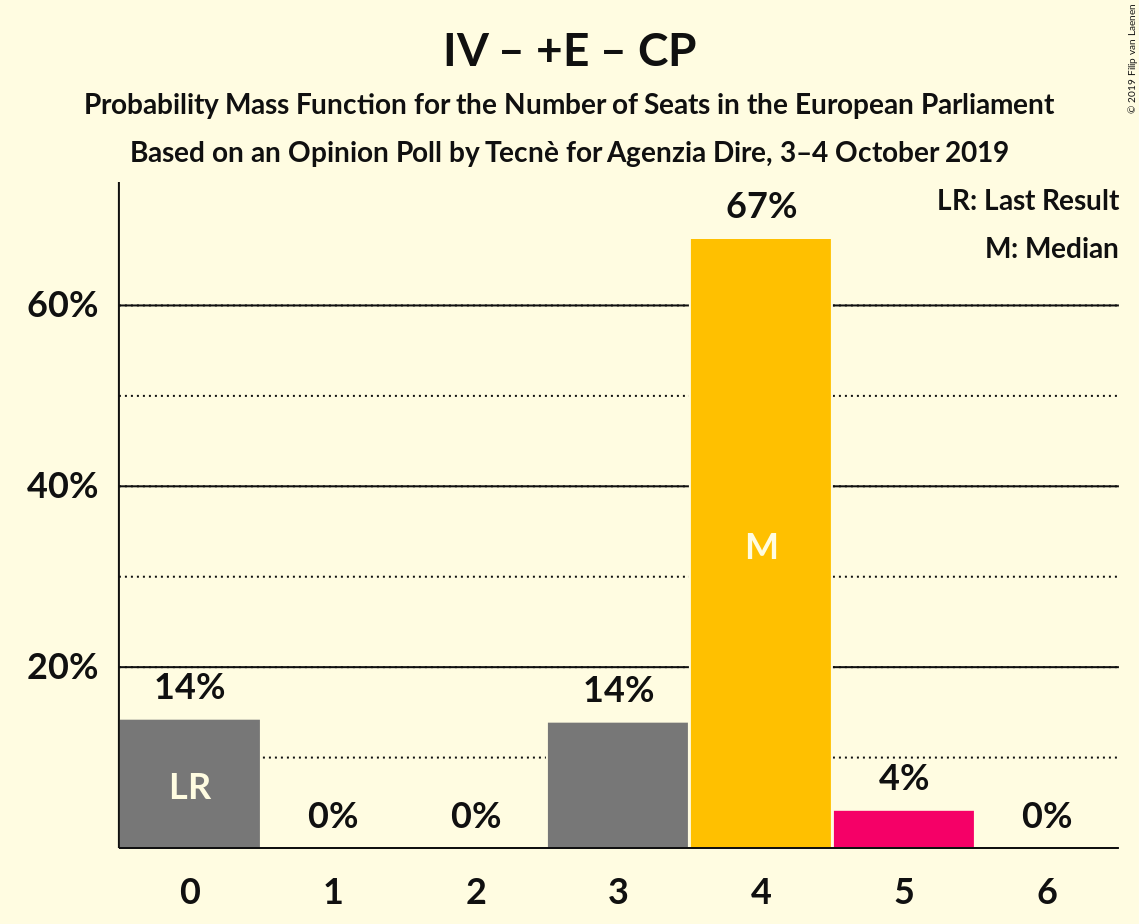 IV – +E – CP
Probability Mass Function for the Number of Seats in the European Parliament
Based on an Opinion Poll by Tecnè for Agenzia Dire, 3–4 October 2019
© 2019 Filip van Laenen
LR: Last Result
M: Median
60%
40%
20%
14%
0%
0%
14%
67%
4%
0%
LR
M
0 1 2 3 4 5 6